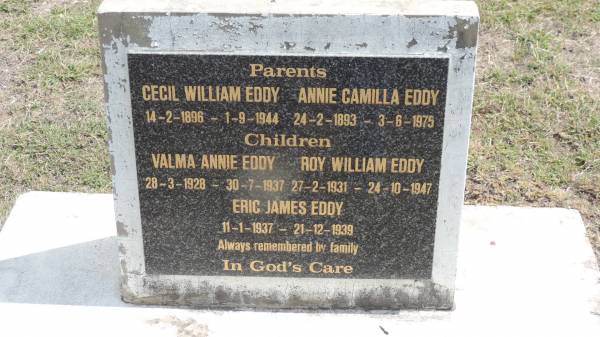 Parents
CECIL WILLIAM EDDY ANNIE CAMILLA EDDY
14-2-1896 - 1-9-1944 24-2-1893 - 3-6-1975
Children
VALMA ANNIE EDDY ROY WILLIAM EDDY
28-3-1928 - 30-7-1937 27-2-1931 - 24-10-1947
ERIC JAMES EDDY
11-1-1937 - 21-12-1939
Always remembered by family
In God's Care